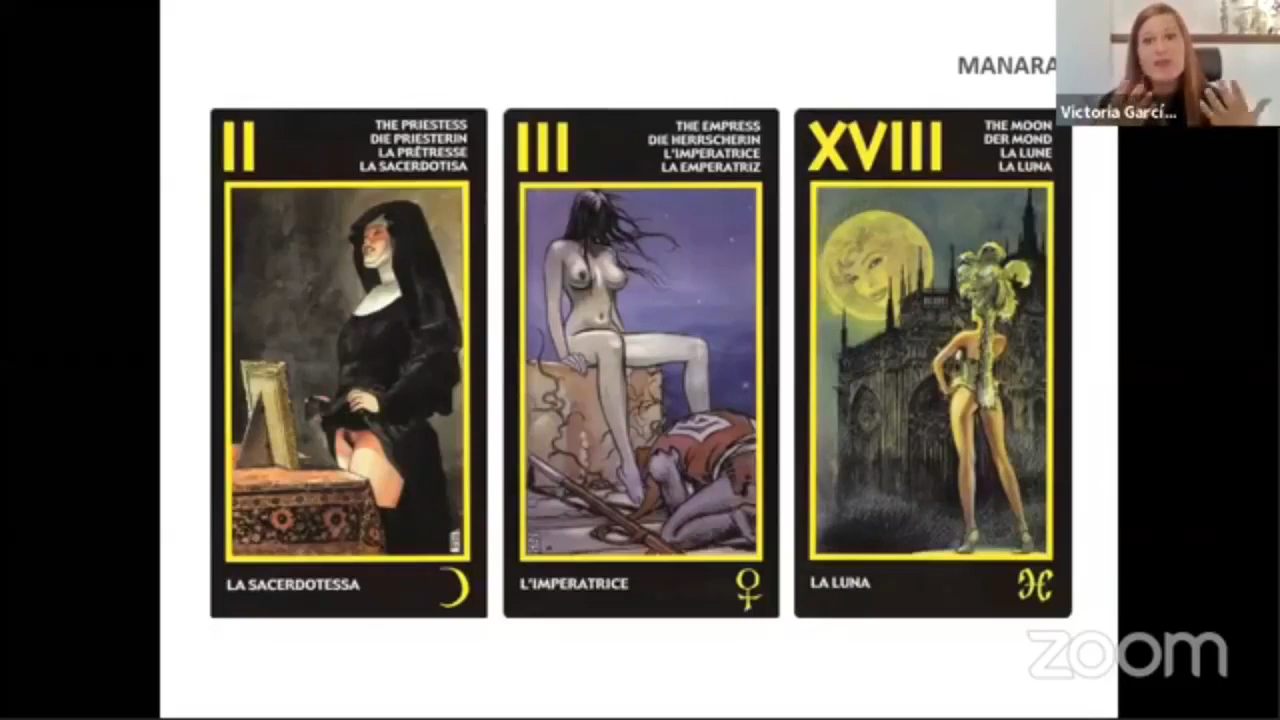 MANARA
Victoria Garcí...
II
THE PRIESTESS
DIE PRIESTERIN
LA PRÊTRESSE
LA SACERDOTISA
LA SACERDOTESSA
III
THE EMPRESS
DIE HERRSCHERIN
L'IMPERATRICE
LA EMPERATRIZ
L'IMPERATRICE
XVIII
THE MOON
DER MOND
LA LUNE
LA LUNA
LA LUNA
zoom